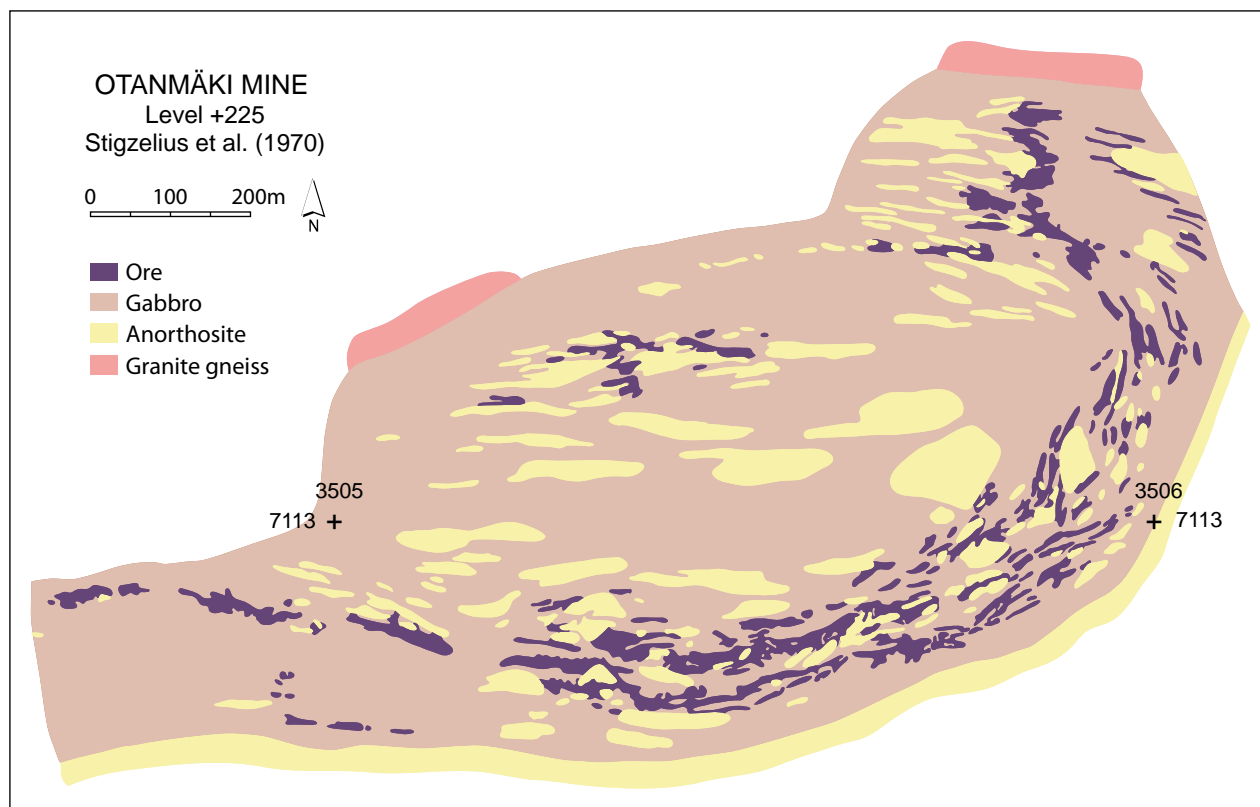 OTANMÄKI MINE
Level +225
Stigzelius et al. (1970)
0 100 200m
N
Ore
Gabbro
Anorthosite
Granite gneiss
3505
7113
3506
7113